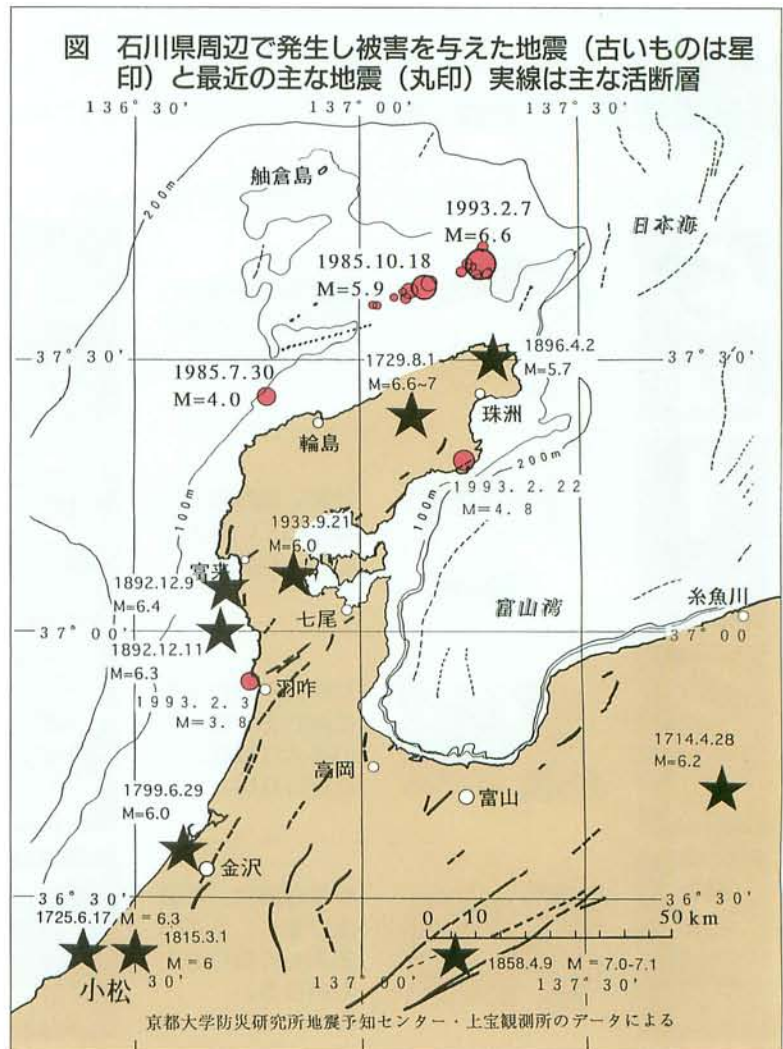 図 石川県周辺で発生し被害を与えた地震（古いものは星
印）と最近の主な地震（丸印）実線は主な活断層
136°30'
137°00'
137°30'
200m
舳倉島
1993.2.7
M=6.6
日本海
1985.10.18
M=5.9
37°30'
37°30'
1896.4.2
M=5.7
1729.8.1
M=6.6~7
1985.7.30
M=4.0
珠洲
輪島
200m
100m
100m
1993.2.22
M=4.8
1933.9.21
M=6.0
富来
1892.12.9
M=6.4
七尾
富山湾
糸魚川
37°00'
37°00
1892.12.11
M=6.3
1993.2.3
M=3.8
羽咋
1714.4.28
M=6.2
高岡
富山
1799.6.29
M=6.0
金沢
36°30'
36°30'
1725.6.17 M=6.3
1815.3.1
M=6
0 10 50 km
1858.4.9 M=7.0-7.1
小松
30'
137°00'
137°30'
京都大学防災研究所地震予知センター・上宝観測所のデータによる